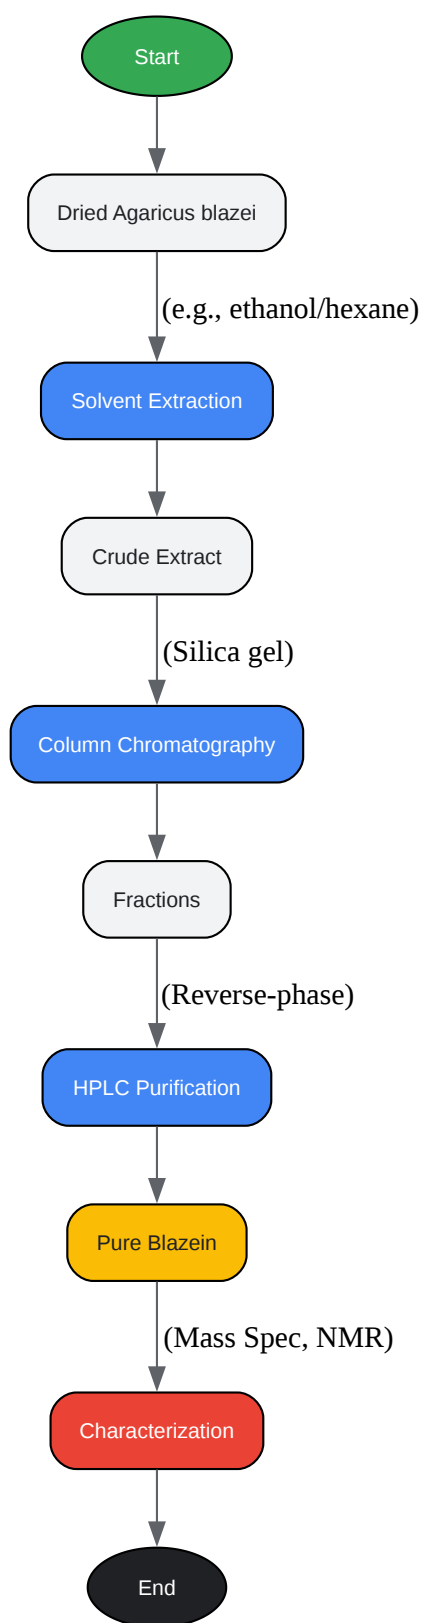 Start
Dried Agaricus blazei
(e.g., ethanol/hexane)
Solvent Extraction
Crude Extract
(Silica gel)
Column Chromatography
Fractions
(Reverse-phase)
HPLC Purification
Pure Blazein
(Mass Spec, NMR)
Characterization
End